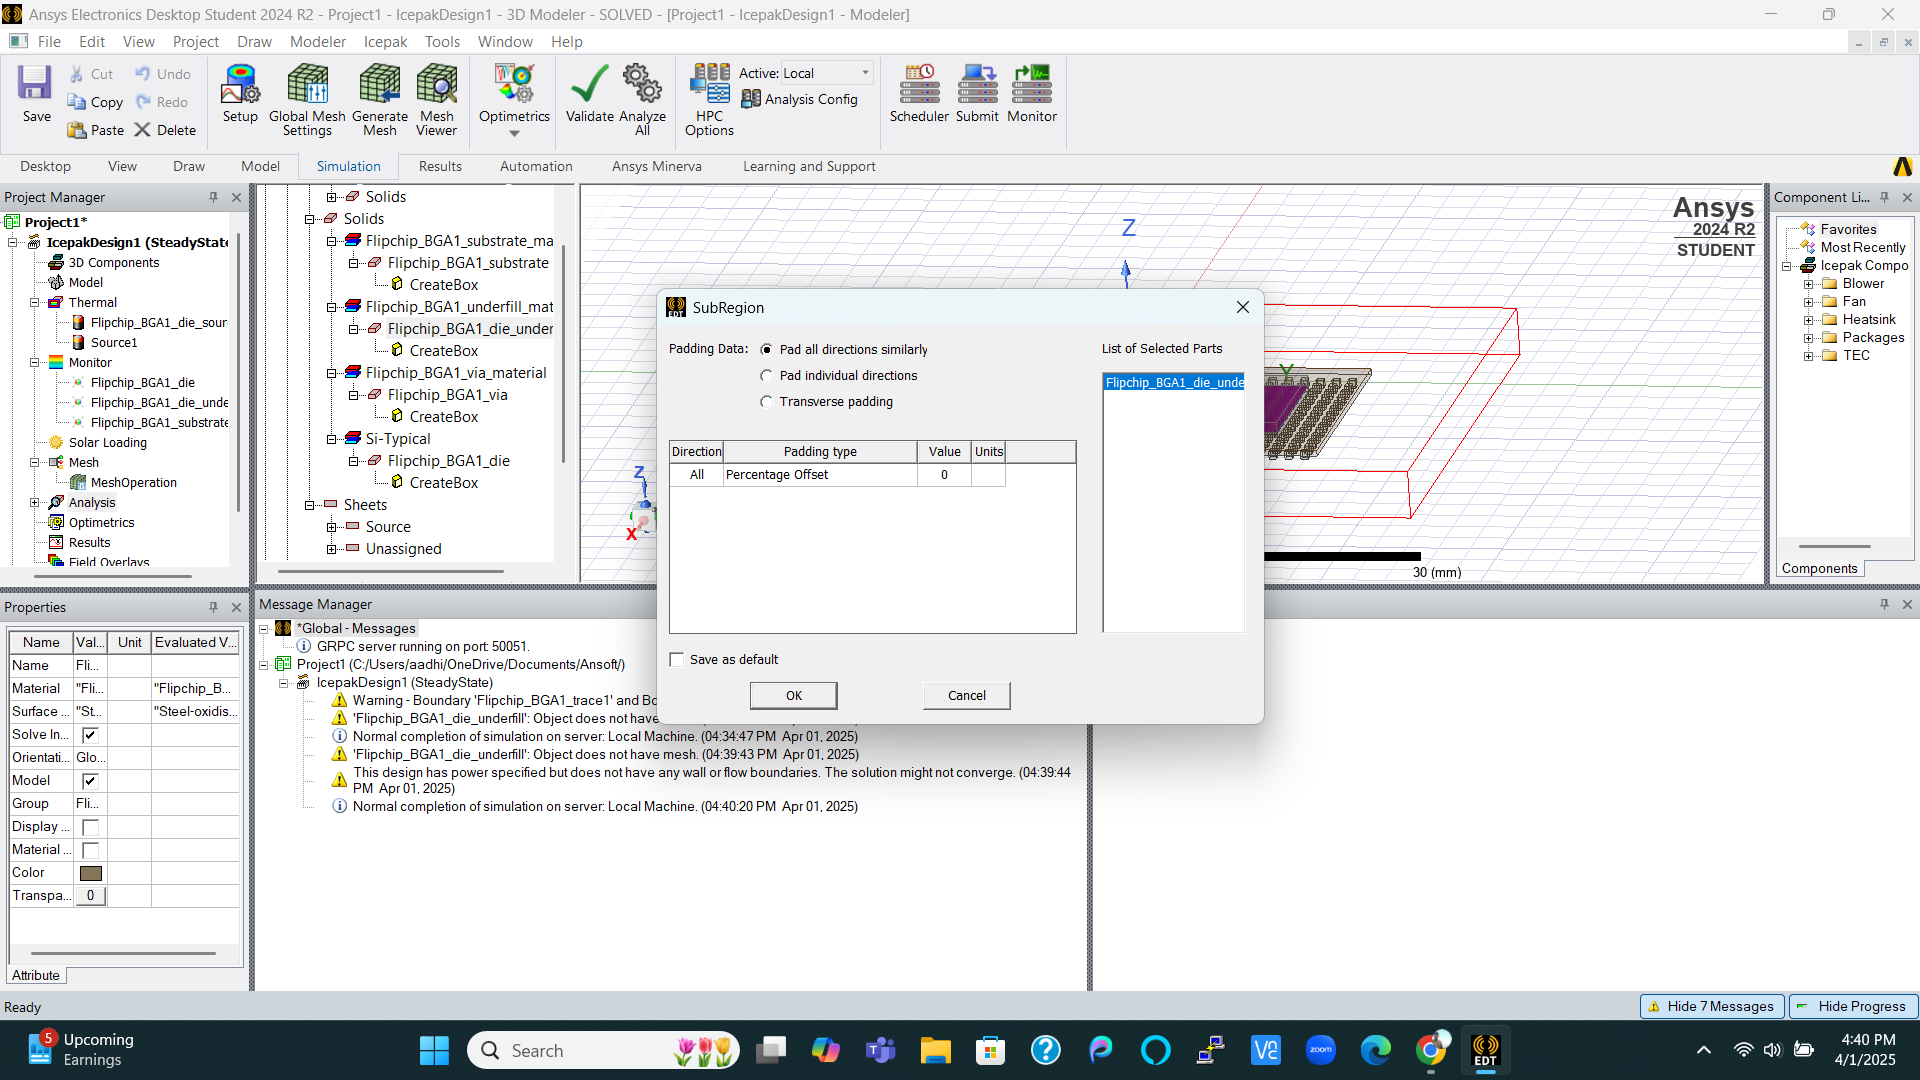 Ansys Electronics Desktop Student 2024 R2 - Project1 - IcepakDesign1 - 3D Modeler - SOLVED - [Project1 - IcepakDesign1 - Modeler]
File Edit View Project Draw Modeler Icepak Tools Window Help
Save
Cut
Copy
Paste
Undo
Redo
Delete
Setup
Global Mesh
Settings
Generate
Mesh
Mesh
Viewer
Optimetrics
Validate
Analyze
All
HPC
Options
Active: Local
Analysis Config
Scheduler
Submit
Monitor
Desktop View Draw Model Simulation Results Automation Ansys Minerva Learning and Support
Project Manager
Project1*
IcepakDesign1 (SteadyState
3D Components
Model
Thermal
Flipchip_BGA1_die_sour
Source1
Monitor
Flipchip_BGA1_die
Flipchip_BGA1_die_unde
Flipchip_BGA1_substrate
Solar Loading
Mesh
MeshOperation
Analysis
Optimetrics
Results
Field Overlays
Solids
Solids
Flipchip_BGA1_substrate_ma
Flipchip_BGA1_substrate
CreateBox
Flipchip_BGA1_underfill_mat
Flipchip_BGA1_die_under
CreateBox
Flipchip_BGA1_via_material
Flipchip_BGA1_via
CreateBox
Si-Typical
Flipchip_BGA1_die
CreateBox
Sheets
Source
Unassigned
Z
Z
X
Y
30 (mm)
Ansys
2024 R2
STUDENT
EDT
SubRegion
Padding Data:
Pad all directions similarly
Pad individual directions
Transverse padding
Direction Padding type Value Units
All Percentage Offset 0
List of Selected Parts
Flipchip_BGA1_die_unde
Save as default
OK
Cancel
Component Li...
Favorites
Most Recently
Icepak Compo
Blower
Fan
Heatsink
Packages
TEC
Components
Properties
Name Val... Unit Evaluated V...
Name Fli...
Material "Fli... "Flipchip_B...
Surface ... "St... "Steel-oxidis...
Solve In...
Orientati... Glo...
Model
Group Fli...
Display ...
Material ...
Color
Transpa... 0
Attribute
Message Manager
*Global - Messages
GRPC server running on port: 50051.
Project1 (C:/Users/aadhi/OneDrive/Documents/Ansoft/)
IcepakDesign1 (SteadyState)
Warning - Boundary 'Flipchip_BGA1_trace1' and Bo
'Flipchip_BGA1_die_underfill': Object does not have
Normal completion of simulation on server: Local Machine. (04:34:47 PM Apr 01, 2025)
'Flipchip_BGA1_die_underfill': Object does not have mesh. (04:39:43 PM Apr 01, 2025)
This design has power specified but does not have any wall or flow boundaries. The solution might not converge. (04:39:44
PM Apr 01, 2025)
Normal completion of simulation on server: Local Machine. (04:40:20 PM Apr 01, 2025)
Ready
Hide 7 Messages
Hide Progress
5
Upcoming
Earnings
Search
zoom
EDT
4:40 PM
4/1/2025